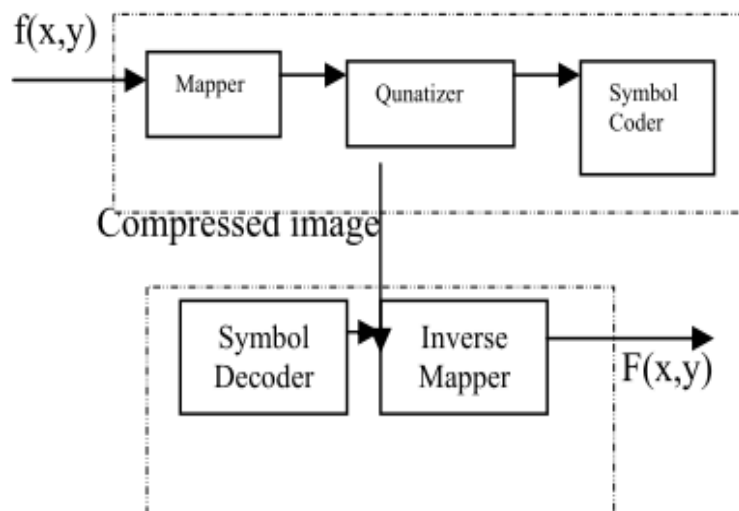 f(x,y)
Mapper
Qunatizer
Symbol
Coder
Compressed image
Symbol
Decoder
Inverse
Mapper
F(x,y)